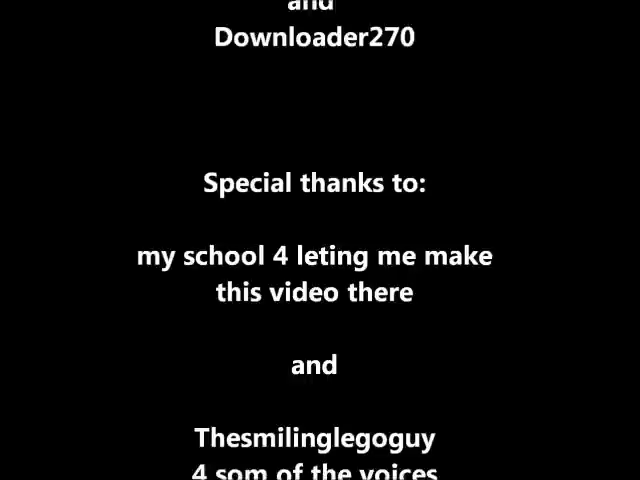 and
Downloader270
Special thanks to:
my school 4 leting me make
this video there
and
Thesmilinglegoguy
4 som of the voices